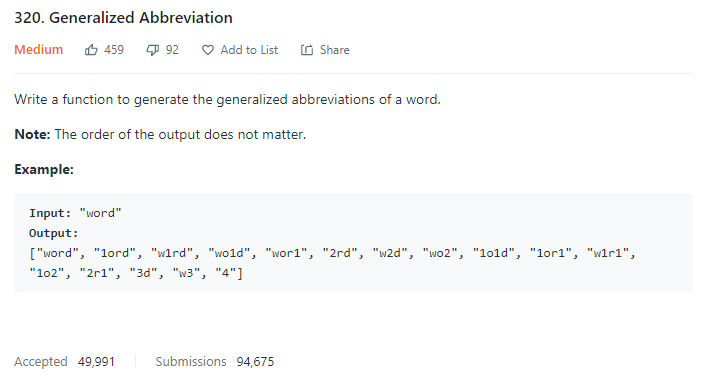 320. Generalized Abbreviation
Medium 459 92 Add to List Share
Write a function to generate the generalized abbreviations of a word.
Note: The order of the output does not matter.
Example:
Input: "word"
Output:
["word", "1ord", "w1rd", "wo1d", "wor1", "2rd", "w2d", "wo2", "1o1d", "1or1", "w1r1",
"1o2", "2r1", "3d", "w3", "4"]
Accepted 49,991 Submissions 94,675